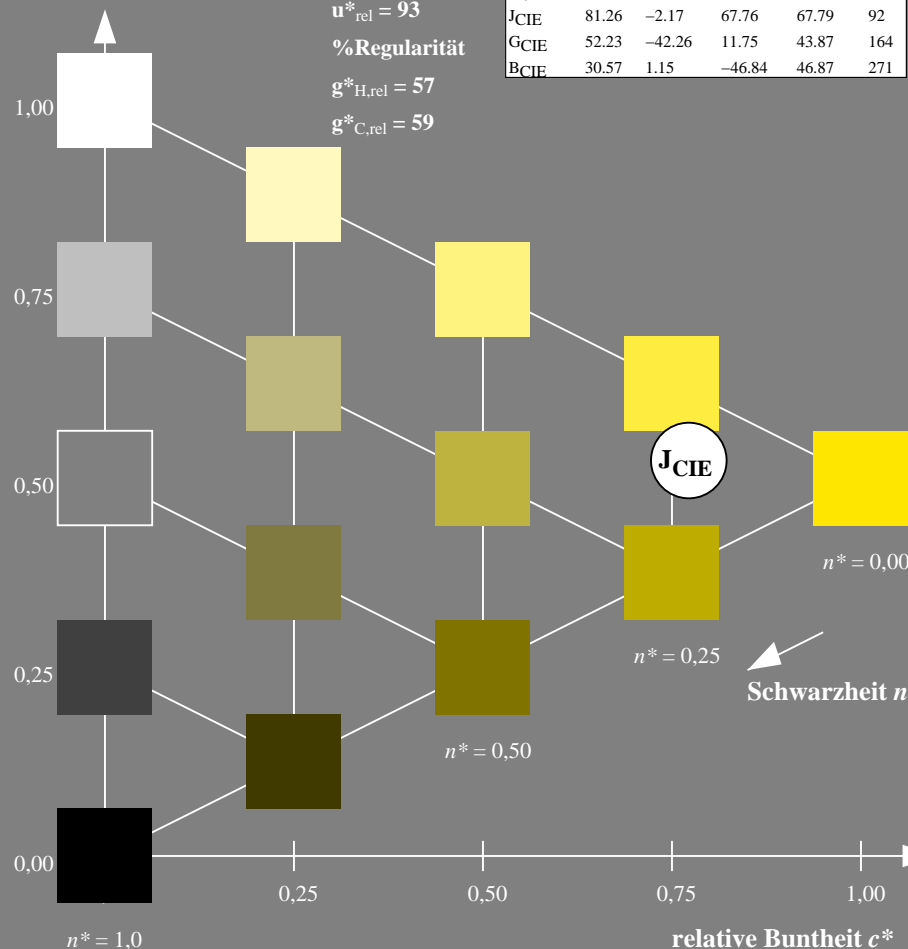 u*rel = 93
%Regularität
g*H,rel = 57
g*C,rel = 59
JCIE 81.26 −2.17 67.76 67.79 92
GCIE 52.23 −42.26 11.75 43.87 164
BCIE 30.57 1.15 −46.84 46.87 271
1,00
0,75
JCIE
0,50
n* = 0,00
n* = 0,25
0,25
Schwarzheit n
n* = 0,50
0,00
0,25 0,50 0,75 1,00
n* = 1,0
relative Buntheit c*